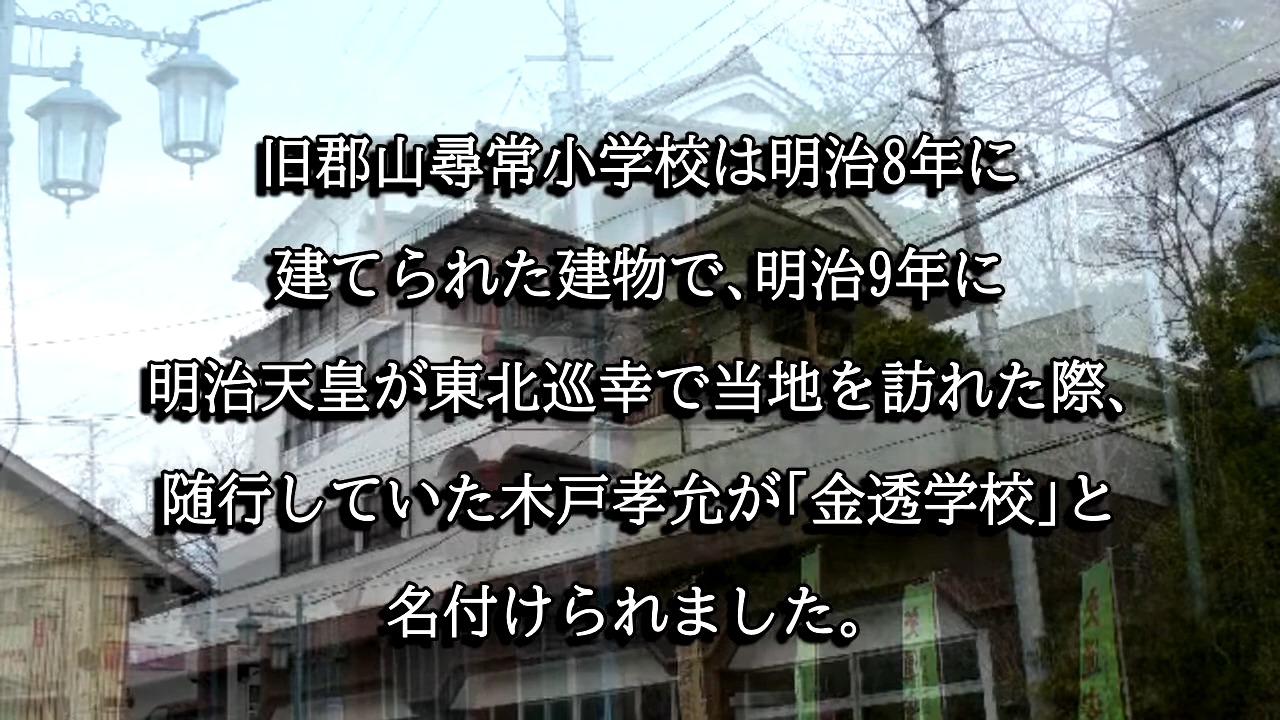 旧郡山尋常小学校は明治8年に
建てられた建物で、明治9年に
明治天皇が東北巡幸で当地を訪れた際、
随行していた木戸孝允が「金透学校」と
名付けられました。